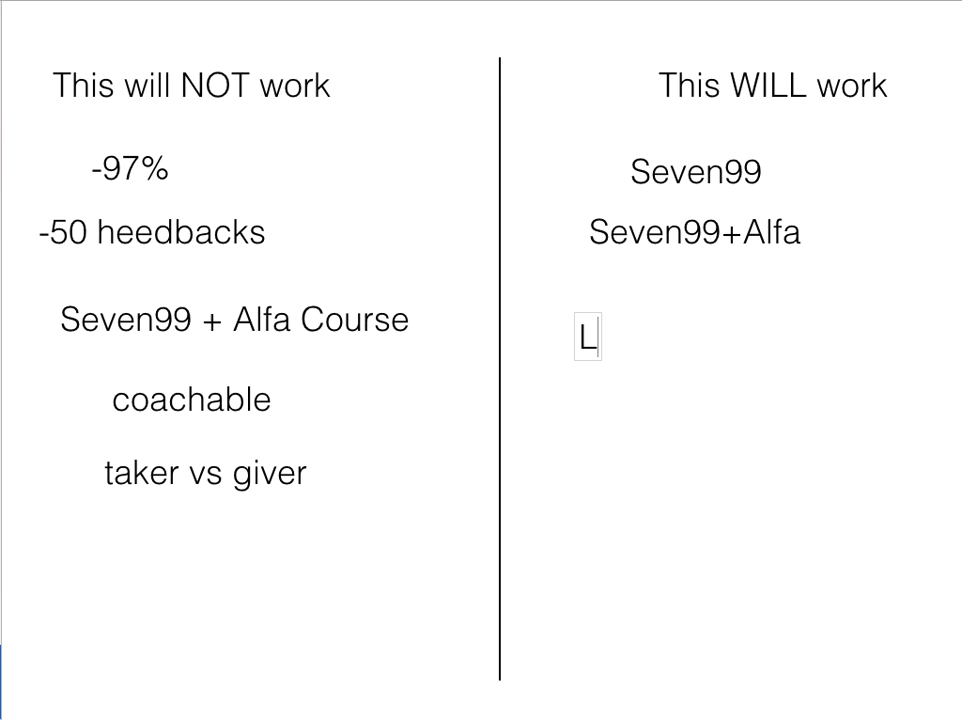 This will NOT work
-97%
-50 heedbacks
Seven99 + Alfa Course
coachable
taker vs giver
This WILL work
Seven99
Seven99+Alfa
L